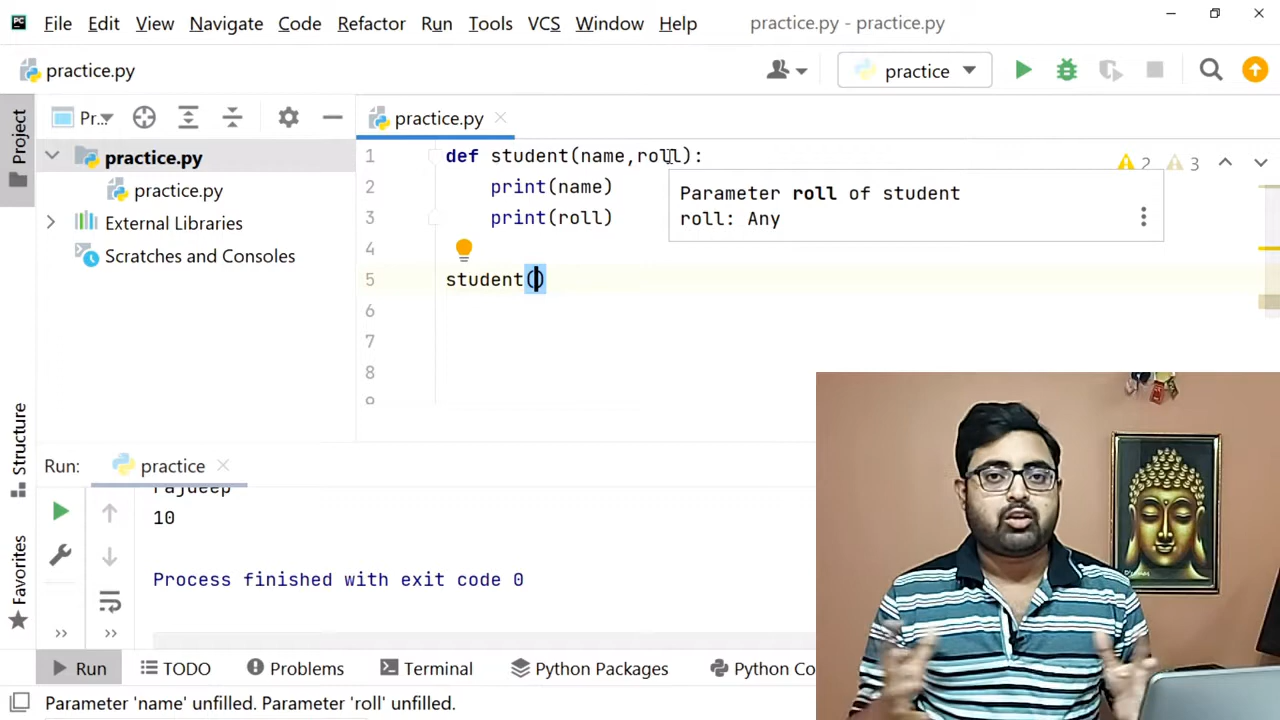 File Edit View Navigate Code Refactor Run Tools VCS Window Help practice.py - practice.py
practice.py
practice
Project
Pr...
practice.py
practice.py
practice.py
External Libraries
Scratches and Consoles
1 def student(name,roll):
2 print(name)
3 print(roll)
4
5 student()
6
7
8
9
2 3
Parameter roll of student
roll: Any
Structure
Favorites
Run: practice
rajdeep
10
Process finished with exit code 0
Run TODO Problems Terminal Python Packages Python Co
Parameter 'name' unfilled. Parameter 'roll' unfilled.